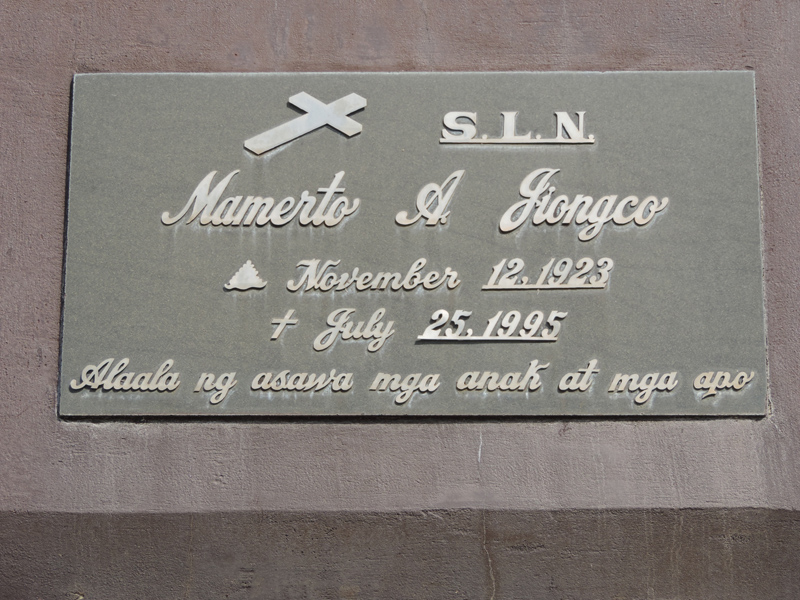 S.L.N.
Mamerto A. Jiongco
November 12, 1923
July 25, 1995
Alaala ng asawa mga anak at mga apo